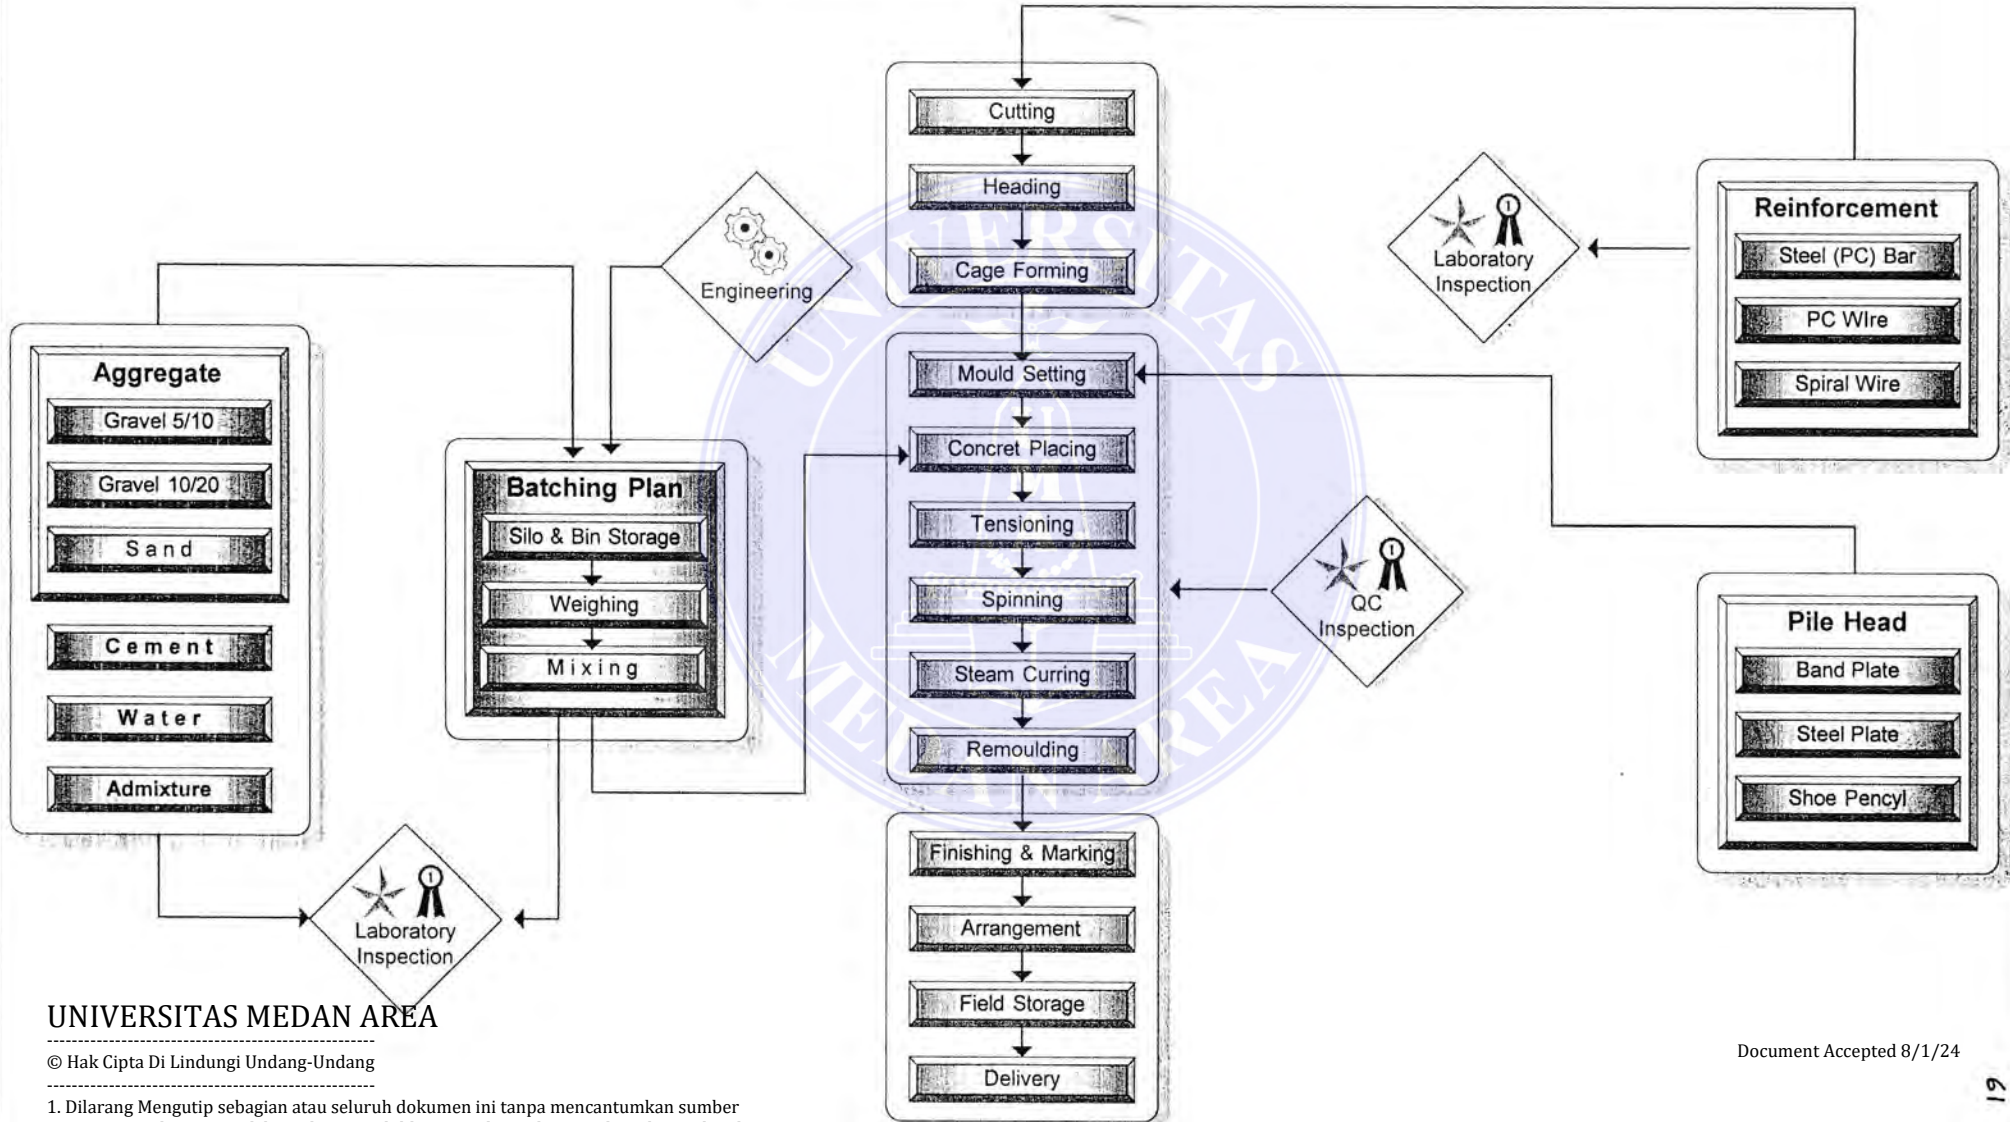 Cutting
Heading
Cage Forming
Engineering
Laboratory
Inspection
Reinforcement
Steel (PC) Bar
PC WIre
Spiral Wire
Aggregate
Gravel 5/10
Gravel 10/20
Sand
Cement
Water
Admixture
Batching Plan
Silo & Bin Storage
Weighing
Mixing
Mould Setting
Concret Placing
Tensioning
Spinning
Steam Curring
Remoulding
QC
Inspection
Pile Head
Band Plate
Steel Plate
Shoe Pencyl
Laboratory
Inspection
Finishing & Marking
Arrangement
Field Storage
Delivery
UNIVERSITAS
MEDAN AREA
UNIVERSITAS MEDAN AREA
© Hak Cipta Di Lindungi Undang-Undang
1. Dilarang Mengutip sebagian atau seluruh dokumen ini tanpa mencantumkan sumber
Document Accepted 8/1/24
19